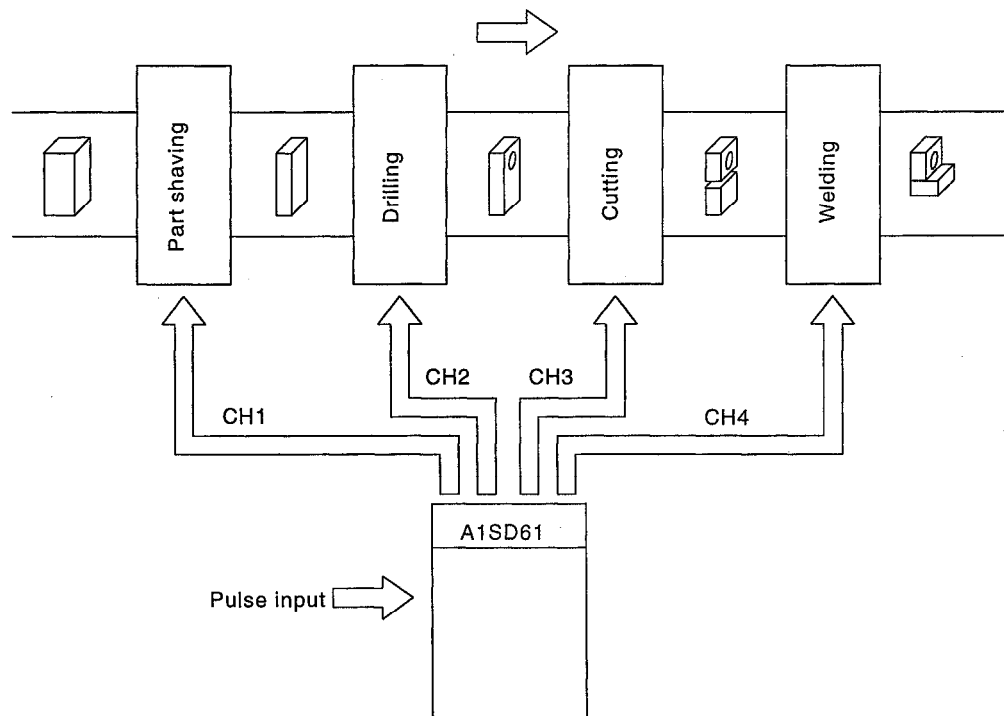 Part shaving
Drilling
Cutting
Welding
CH1
CH2
CH3
CH4
A1SD61
Pulse input